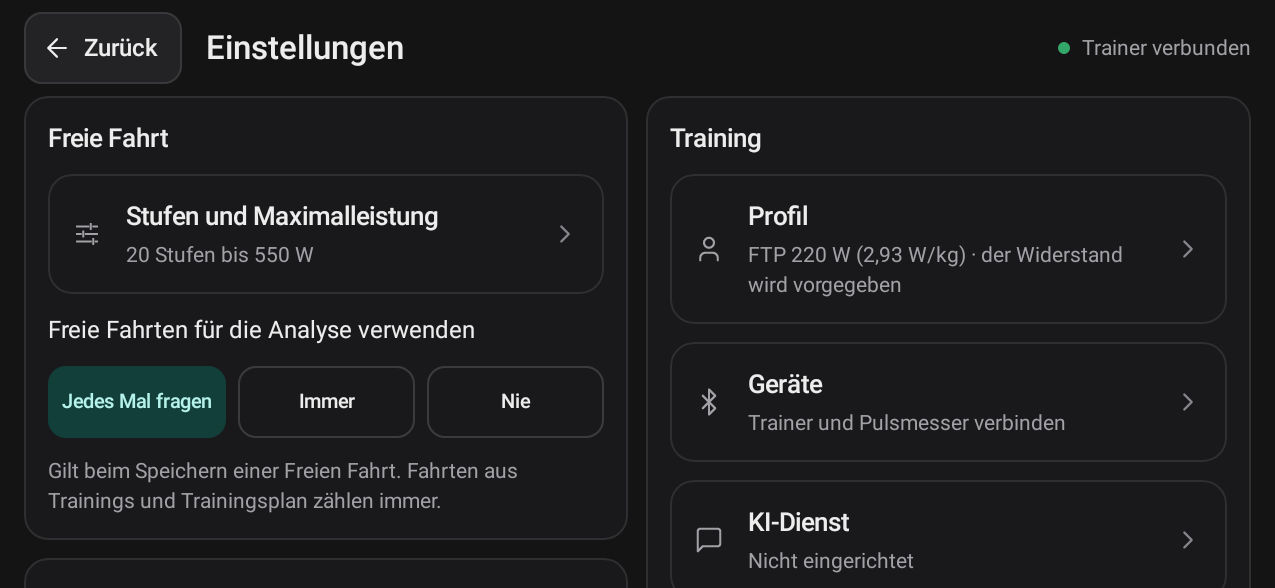 Zurück
Einstellungen
Trainer verbunden
Freie Fahrt
Stufen und Maximalleistung
20 Stufen bis 550 W
Freie Fahrten für die Analyse verwenden
Jedes Mal fragen
Immer
Nie
Gilt beim Speichern einer Freien Fahrt. Fahrten aus
Trainings und Trainingsplan zählen immer.
Training
Profil
FTP 220 W (2,93 W/kg) · der Widerstand
wird vorgegeben
Geräte
Trainer und Pulsmesser verbinden
KI-Dienst
Nicht eingerichtet